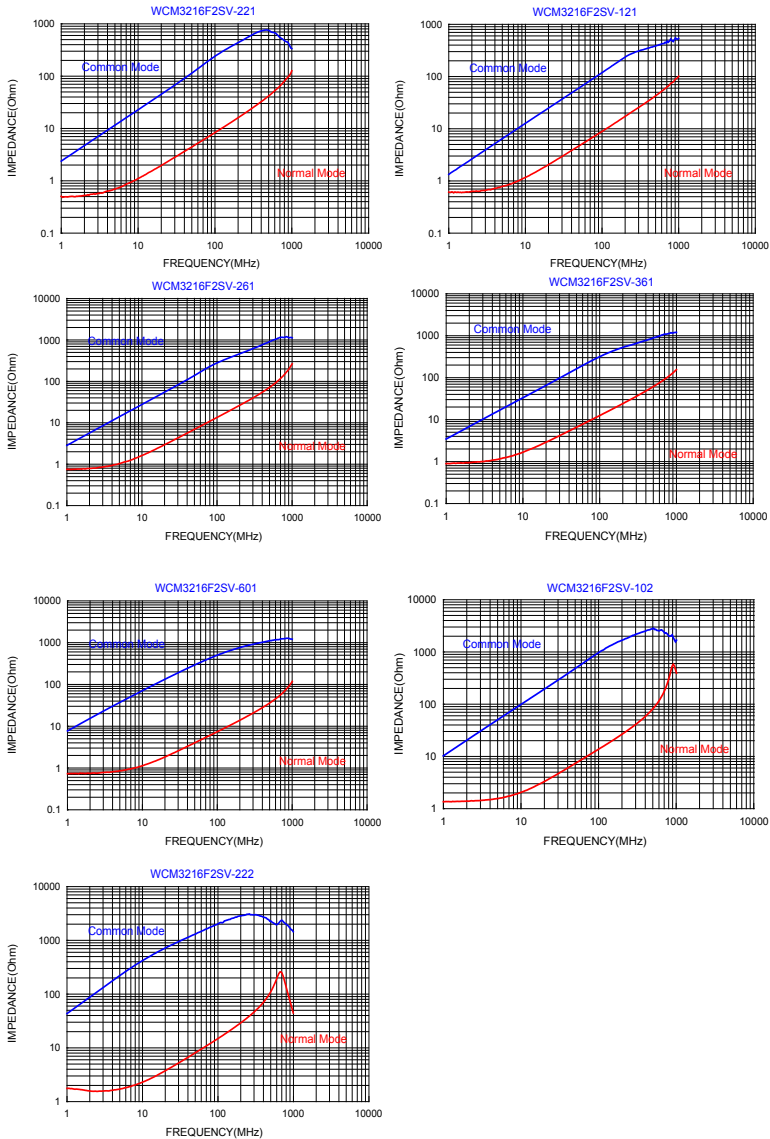 WCM3216F2SV-221
1000
100
10
1
0.1
IMPEDANCE(Ohm)
Common Mode
Normal Mode
1 10 100 1000 10000
FREQUENCY(MHz)
WCM3216F2SV-121
1000
100
10
1
0.1
IMPEDANCE(Ohm)
Common Mode
Normal Mode
1 10 100 1000 10000
FREQUENCY(MHz)
WCM3216F2SV-261
10000
1000
100
10
1
0.1
IMPEDANCE(Ohm)
Common Mode
Normal Mode
1 10 100 1000 10000
FREQUENCY(MHz)
WCM3216F2SV-361
10000
1000
100
10
1
0.1
IMPEDANCE(Ohm)
Common Mode
Normal Mode
1 10 100 1000 10000
FREQUENCY(MHz)
WCM3216F2SV-601
10000
1000
100
10
1
0.1
IMPEDANCE(Ohm)
Common Mode
Normal Mode
1 10 100 1000 10000
FREQUENCY(MHz)
WCM3216F2SV-102
10000
1000
100
10
1
IMPEDANCE(Ohm)
Common Mode
Normal Mode
1 10 100 1000 10000
FREQUENCY(MHz)
WCM3216F2SV-222
10000
1000
100
10
1
IMPEDANCE(Ohm)
Common Mode
Normal Mode
1 10 100 1000 10000
FREQUENCY(MHz)